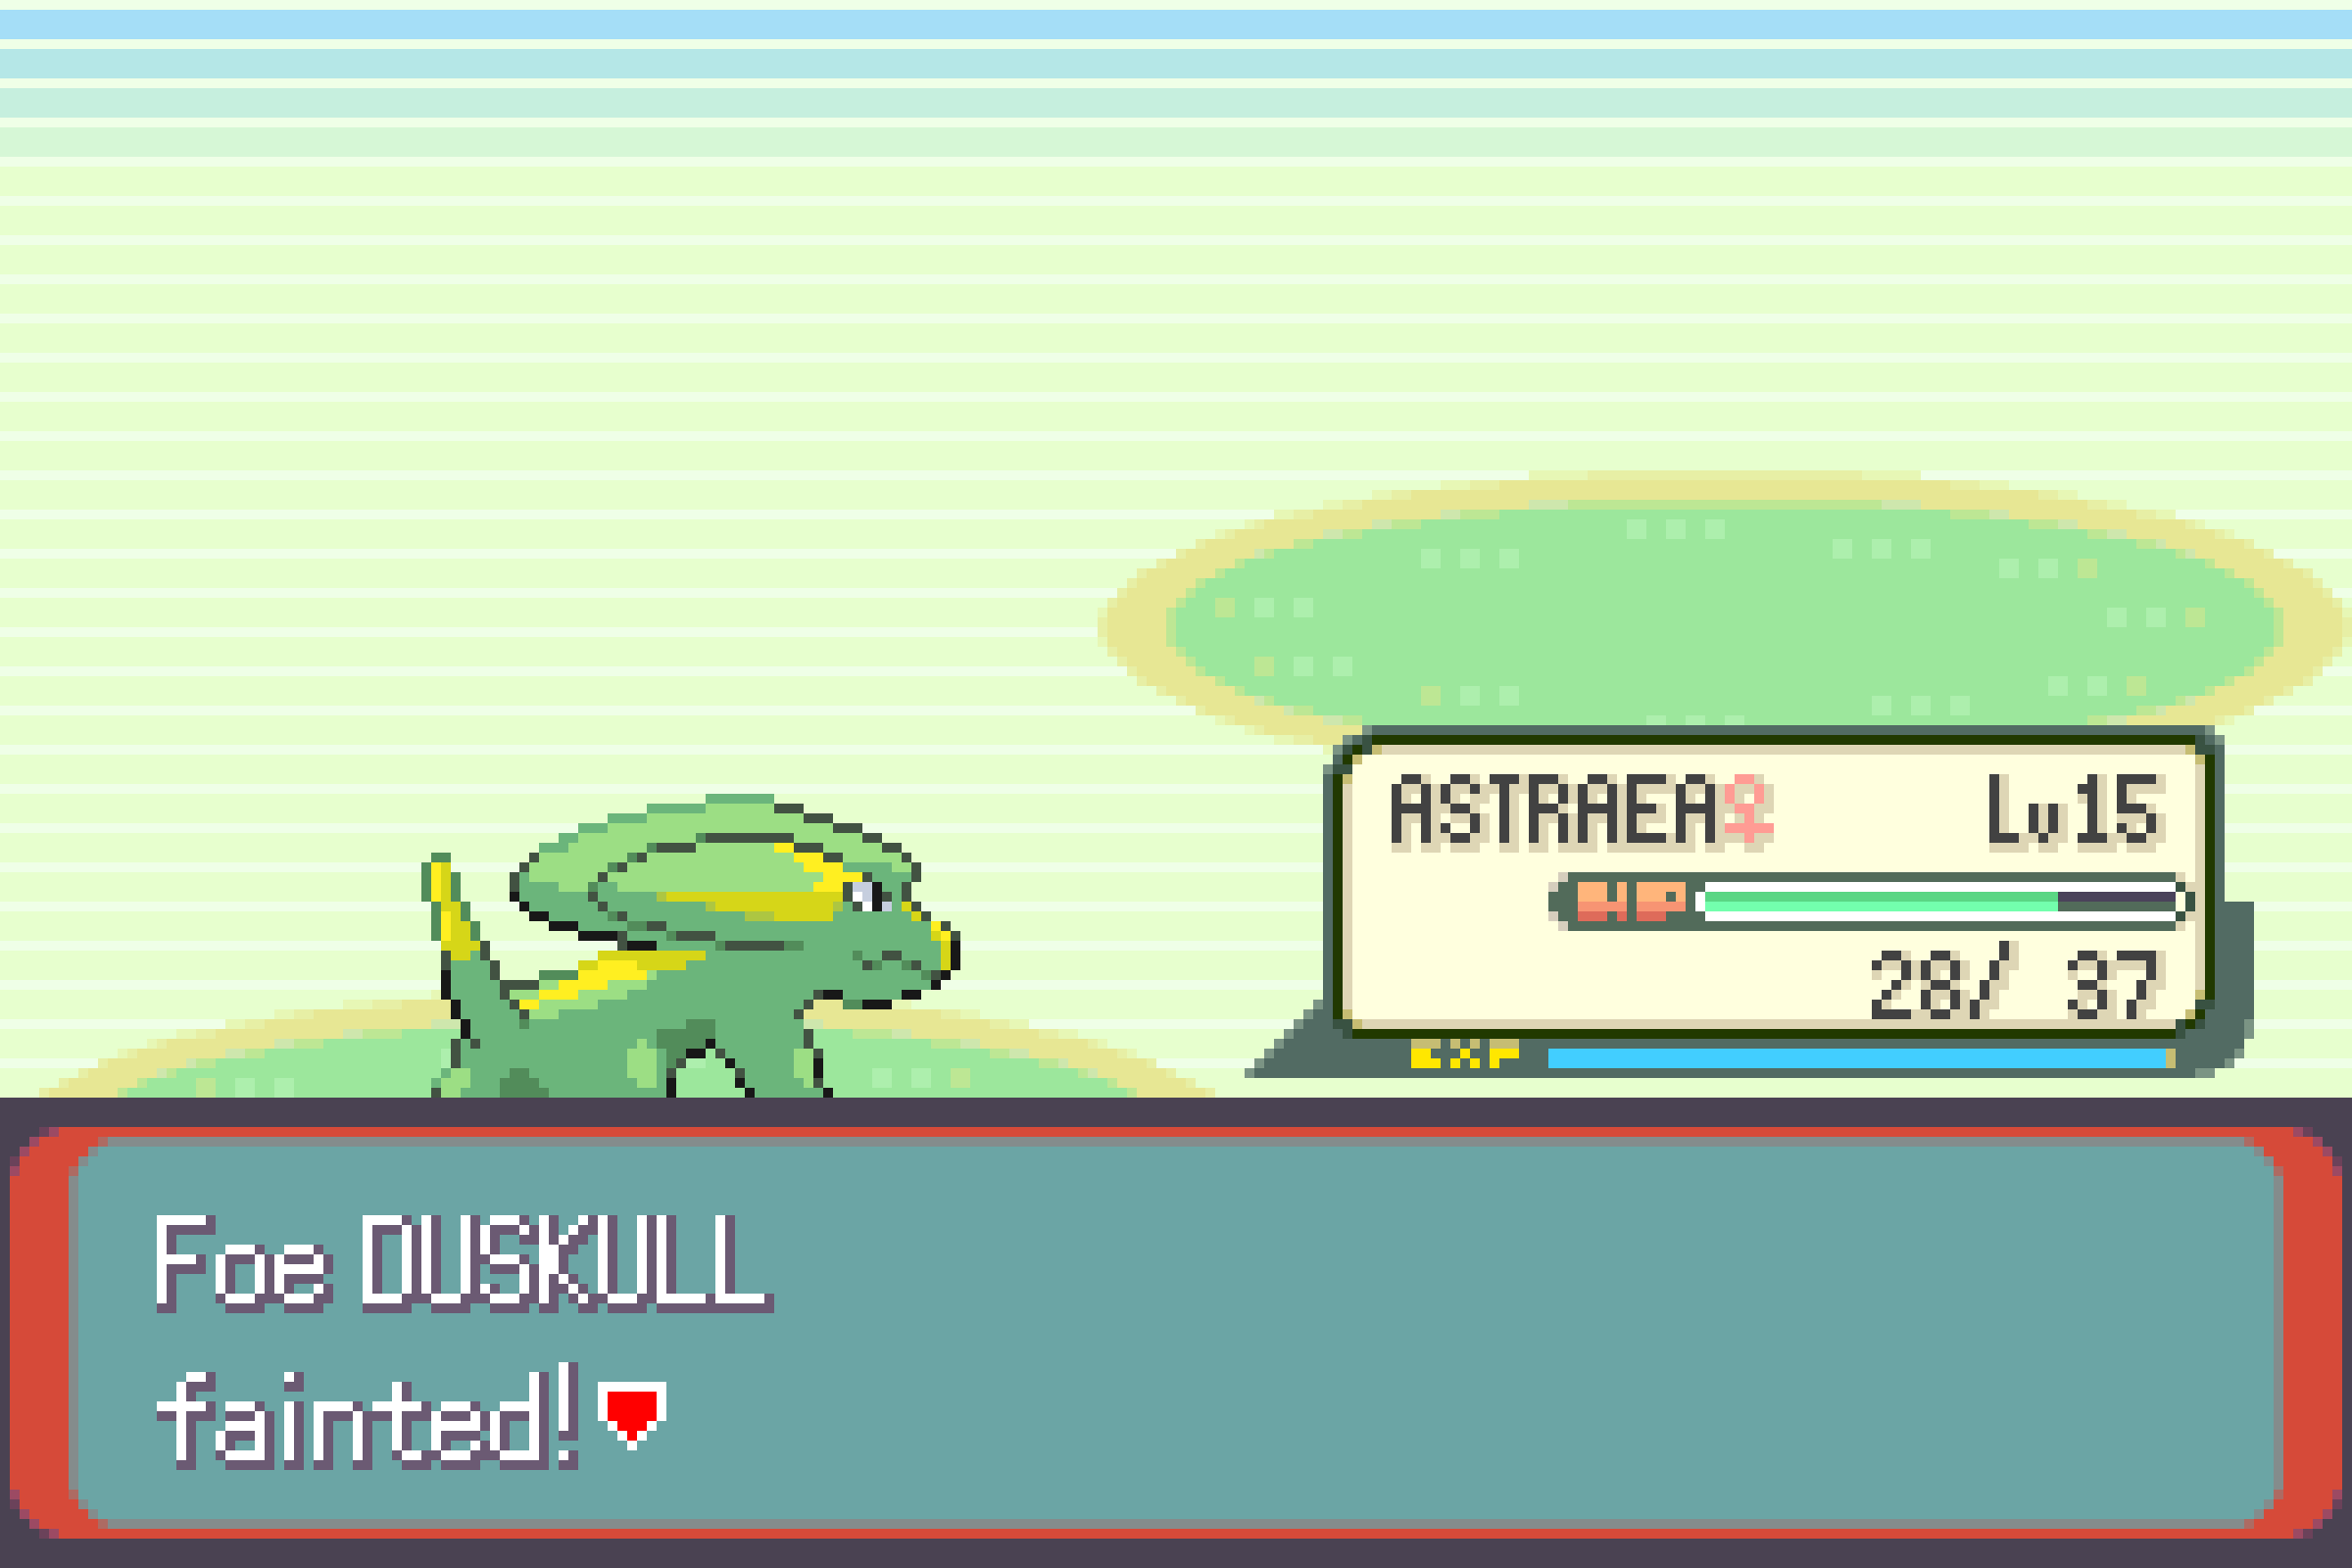 ASTRAEA♀ Lv15
HP
28/ 37
EXP
Foe DUSKULL
fainted!